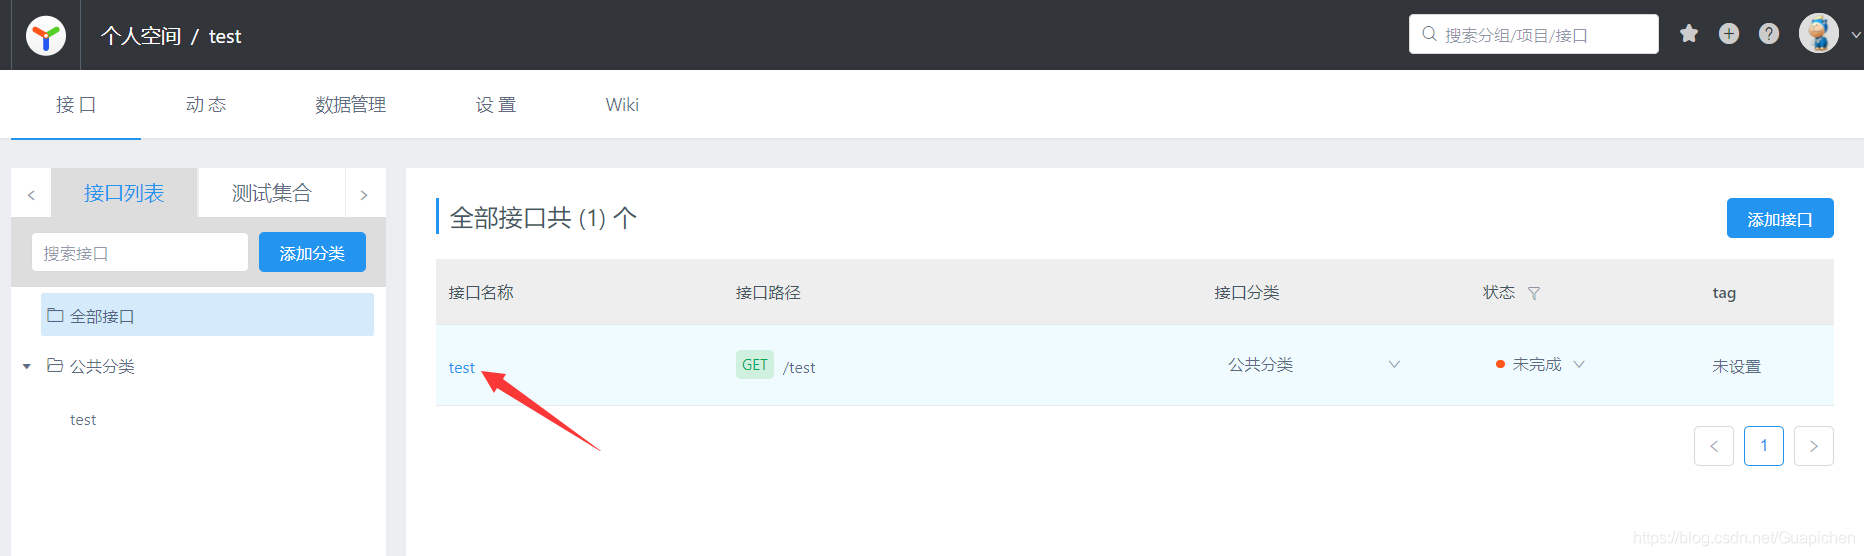 个人空间 / test
搜索分组/项目/接口
接 口
动 态
数据管理
设 置
Wiki
接口列表
测试集合
搜索接口
添加分类
全部接口
公共分类
test
全部接口共 (1) 个
添加接口
接口名称 接口路径 接口分类 状态 tag
test GET /test 公共分类 未完成 未设置
1
https://blog.csdn.net/Guapichen